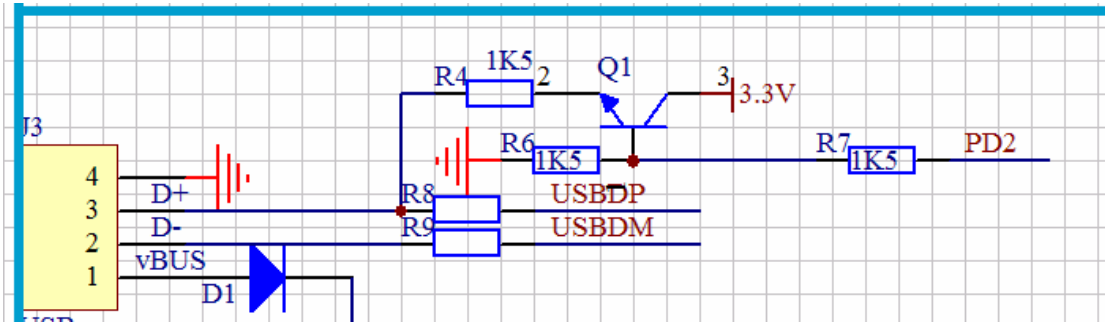 1K5
R4
2
Q1
3
3.3V
J3
R6
1K5
R7
1K5
PD2
4
D+
R8
USBDP
3
D-
R9
USBDM
2
vBUS
1
D1